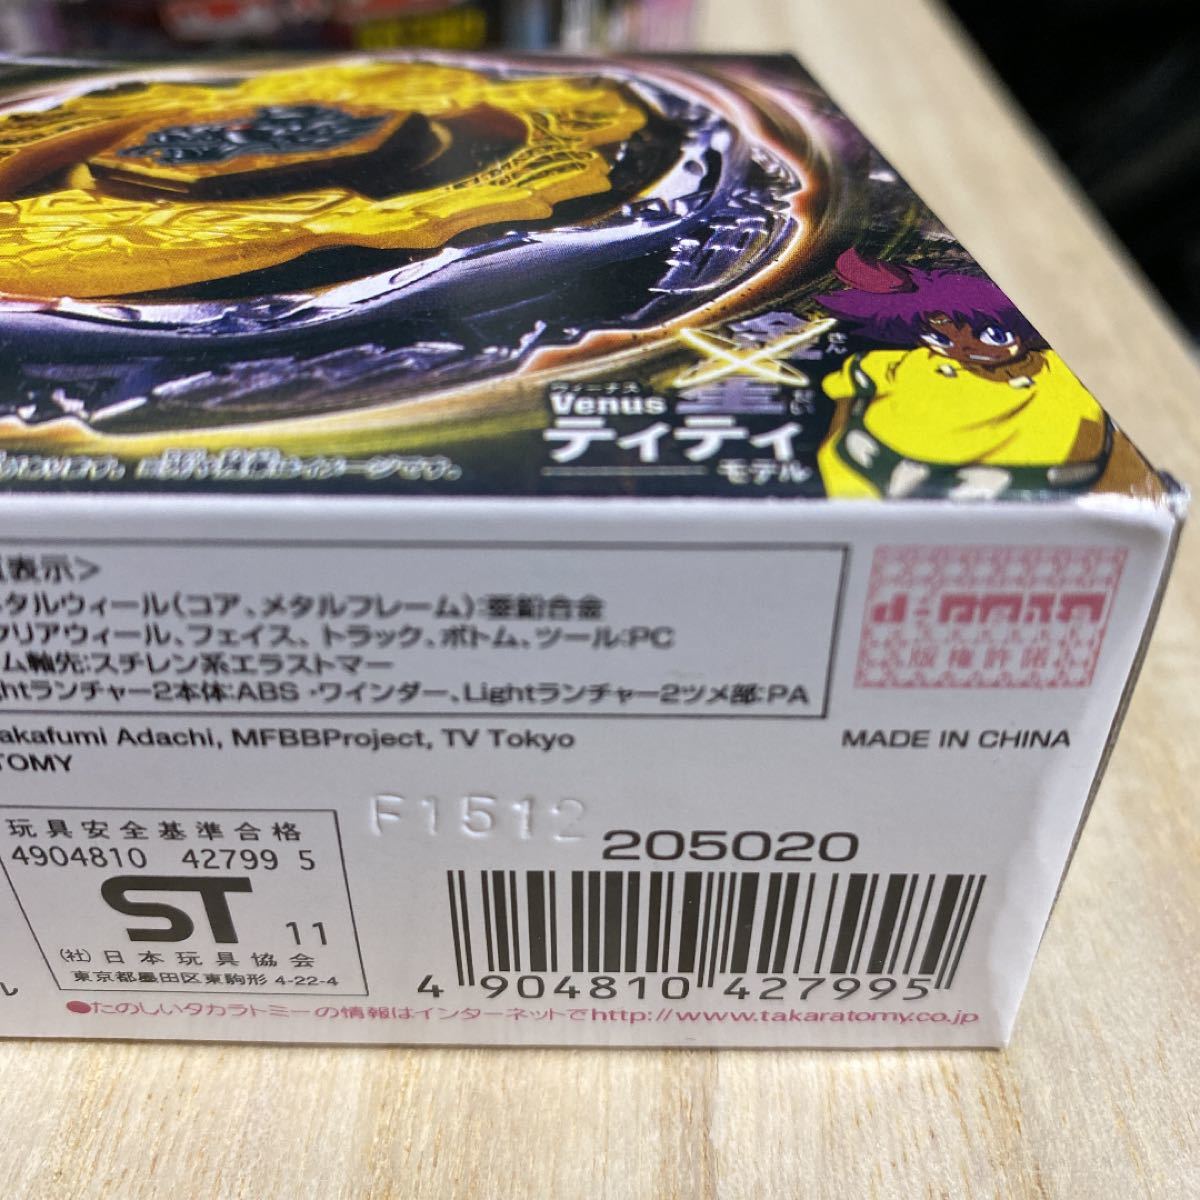 金星
きんせい
ヴィーナス
Venus
ティティ
モデル
イメージです。
表示>
タルウィール(コア、メタルフレーム):亜鉛合金
クリアウィール、フェイス、トラック、ボトム、ツール:PC
ム軸先:スチレン系エラストマー
ghtランチャー2本体:ABS ・ワインダー、Lightランチャー2ツメ部:PA
akafumi Adachi, MFBBProject, TV Tokyo
TOMY
版権許諾
MADE IN CHINA
F1512
玩具安全基準合格
4904810 42799 5
ST 11
(社)日本玩具協会
東京都墨田区東駒形 4-22-4
205020
4 904810 427995
ル
●たのしいタカラトミーの情報はインターネットでhttp://www.takaratomy.co.jp